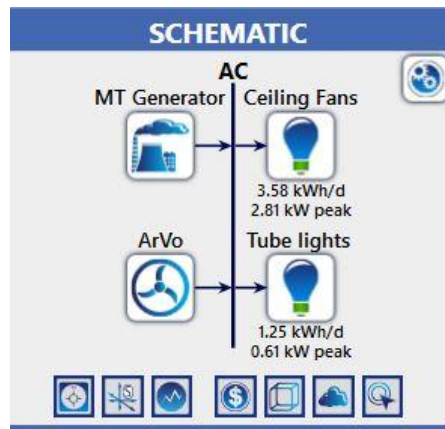 SCHEMATIC
AC
MT Generator Ceiling Fans
3.58 kWh/d
2.81 kW peak
ArVo Tube lights
1.25 kWh/d
0.61 kW peak
$